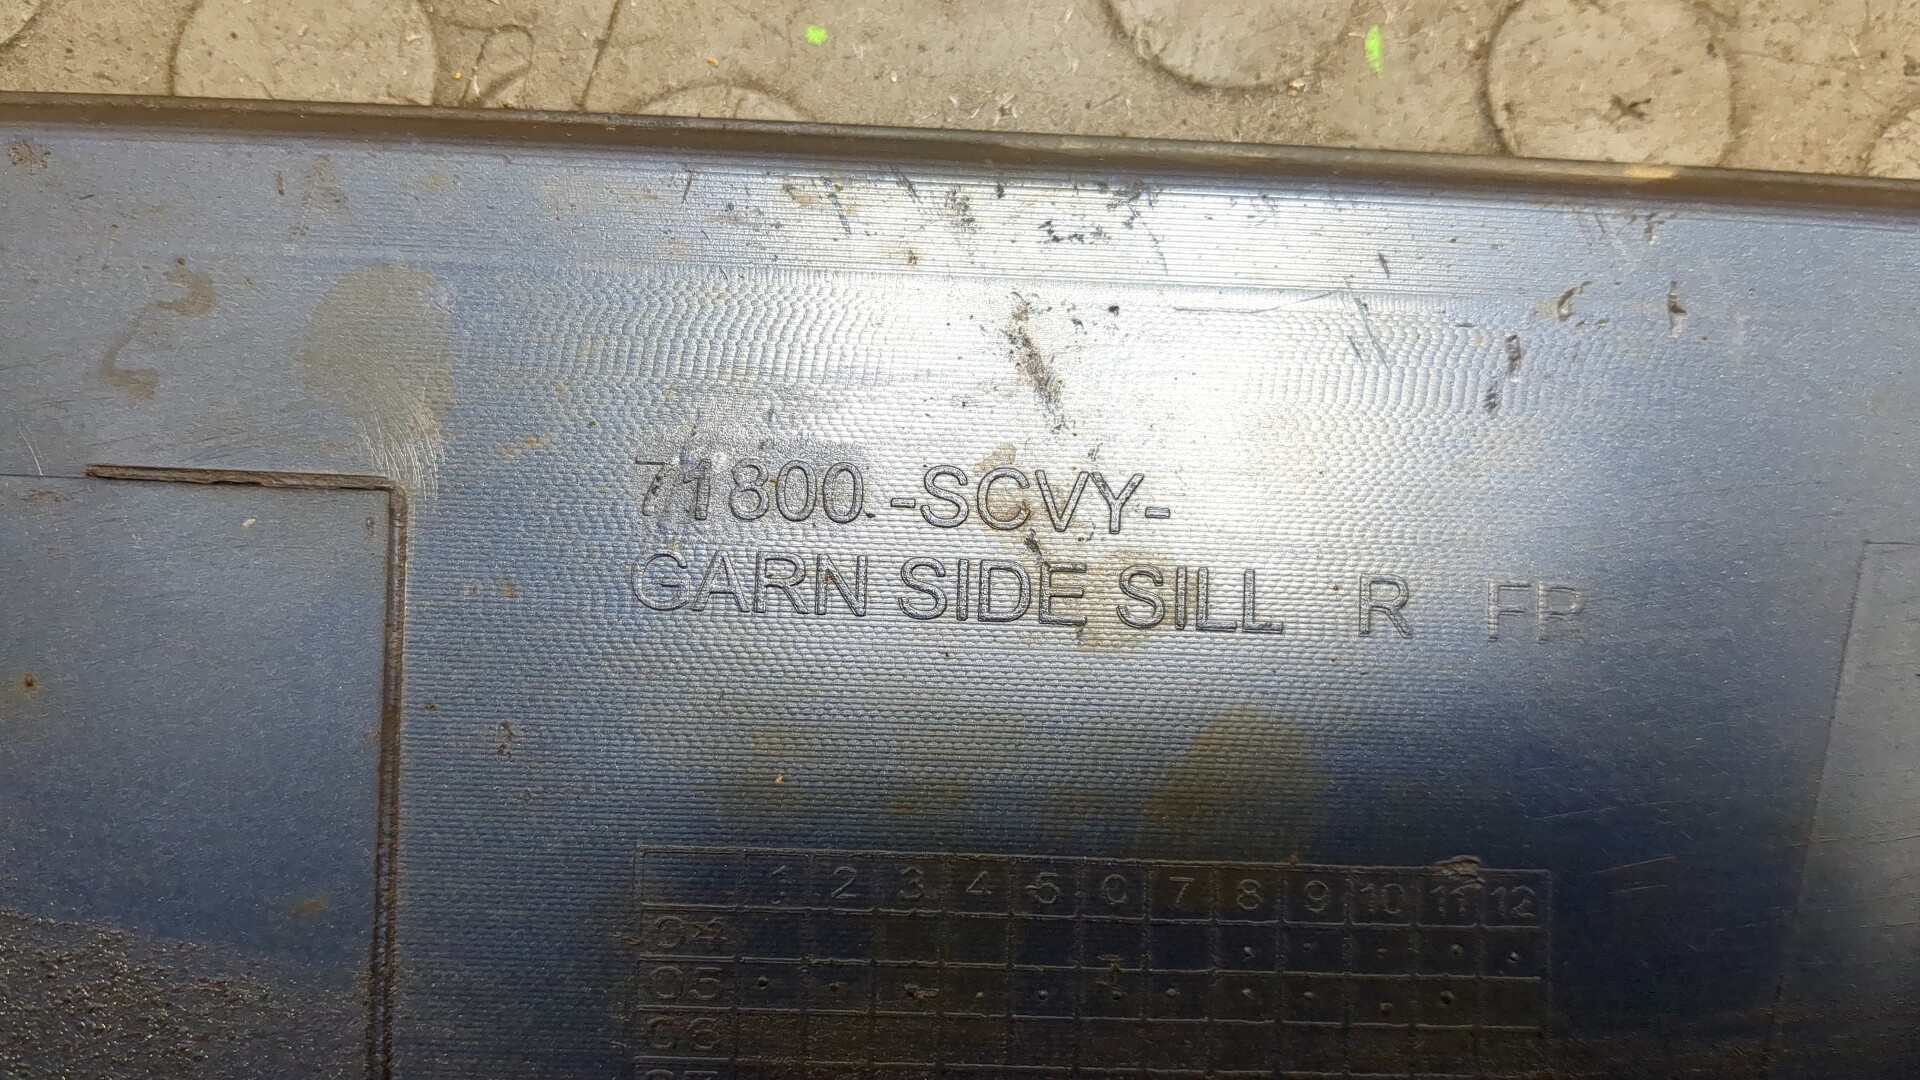 71800-SCVY-
GARN SIDE SILL R FR
1 2 3 4 5 6 7 8 9 10 11 12
04
05
06